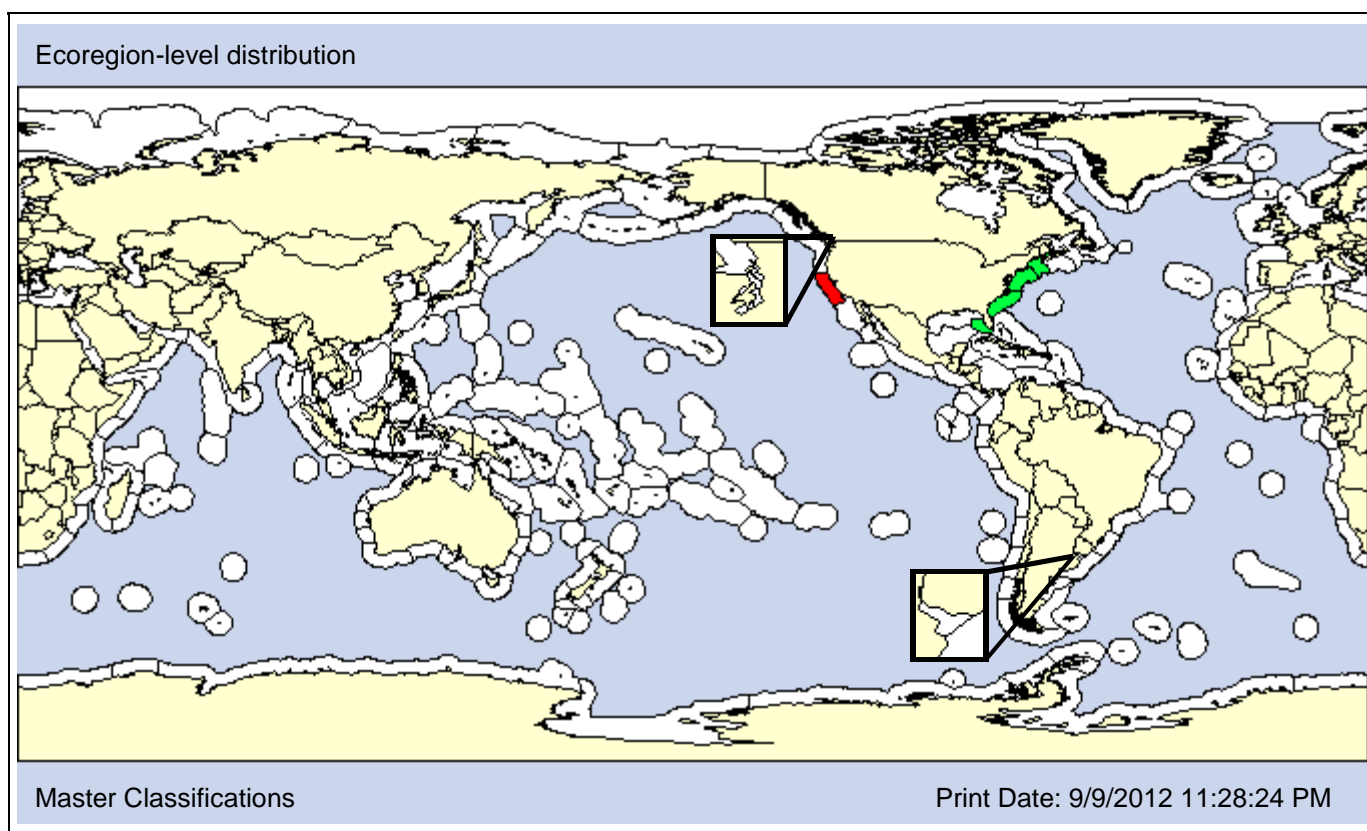 Ecoregion-level distribution
Master Classifications
Print Date: 9/9/2012 11:28:24 PM